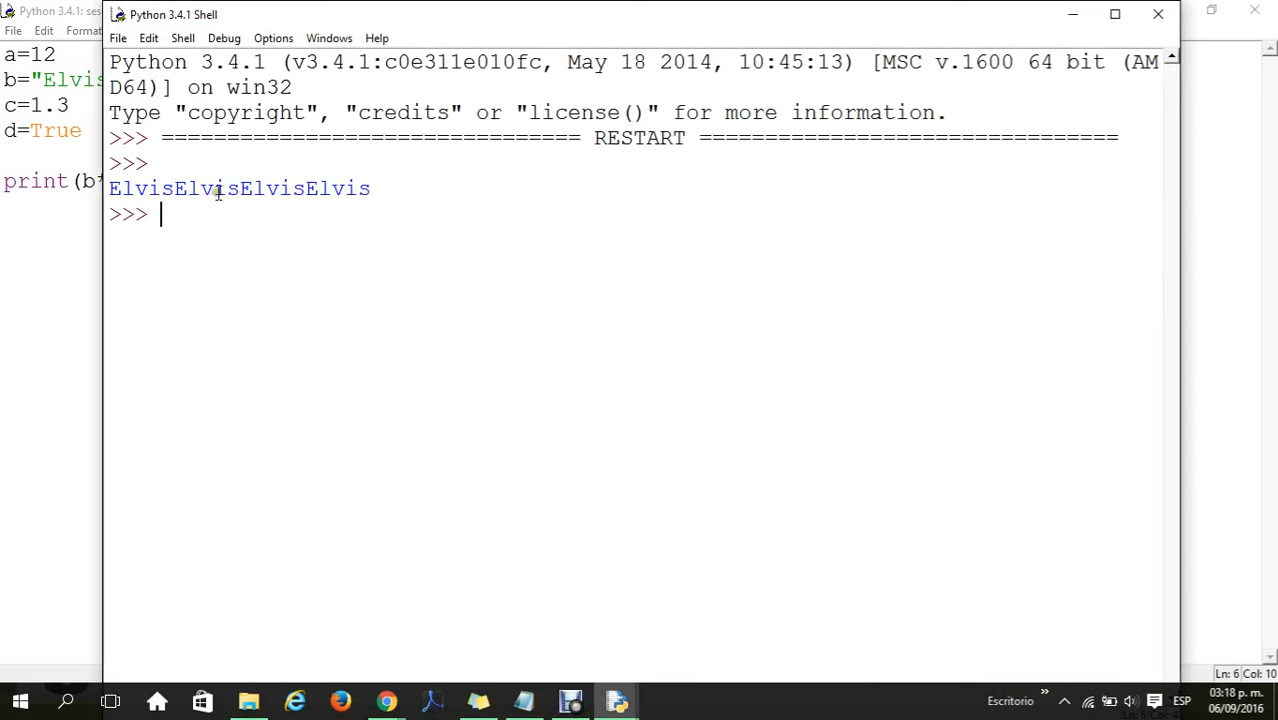 Python 3.4.1: ses
Python 3.4.1 Shell
File Edit Format
File Edit Shell Debug Options Windows Help
a=12
b="Elvis
c=1.3
d=True
print(b*
Python 3.4.1 (v3.4.1:c0e311e010fc, May 18 2014, 10:45:13) [MSC v.1600 64 bit (AM
D64)] on win32
Type "copyright", "credits" or "license()" for more information.
>>> ================================ RESTART ================================
>>>
ElvisElvisElvisElvis
>>>
Ln: 6 Col: 10
Escritorio
ESP
03:18 p. m.
06/09/2016